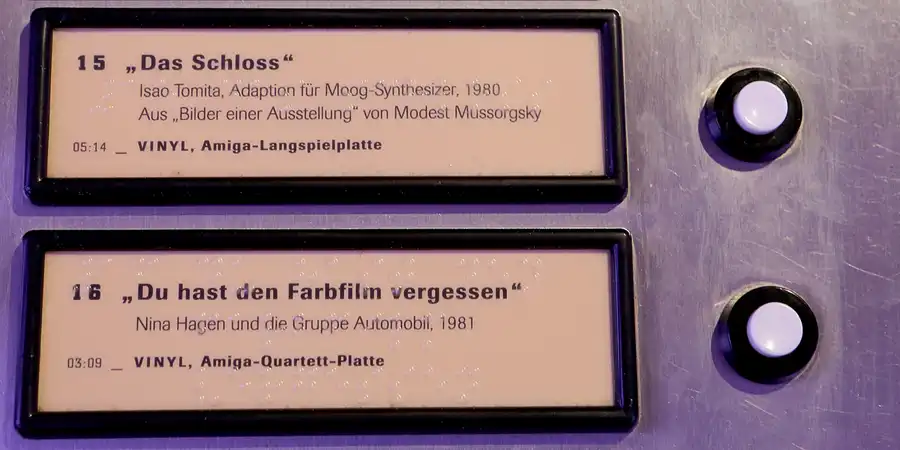 15 „Das Schloss“
Isao Tomita, Adaption für Moog-Synthesizer, 1980
Aus „Bilder einer Ausstellung“ von Modest Mussorgsky
05:14 _ VINYL, Amiga-Langspielplatte
16 „Du hast den Farbfilm vergessen“
Nina Hagen und die Gruppe Automobil, 1981
03:09 _ VINYL, Amiga-Quartett-Platte